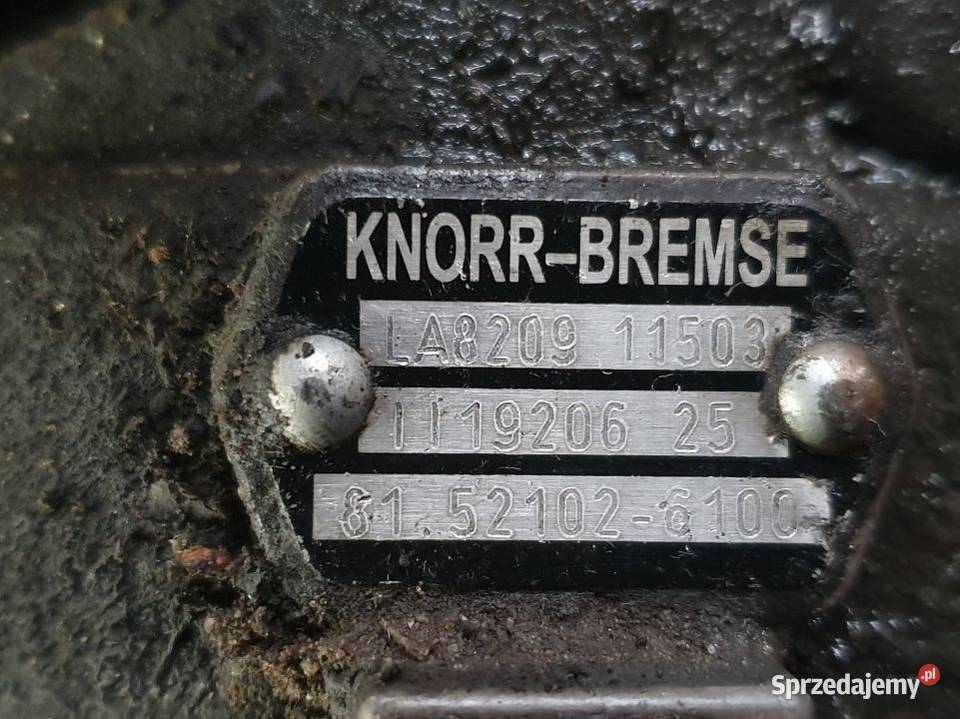 KNORR-BREMSE
LA8209 11503
II19206 25
81.52102-6100
Sprzedajemy.pl